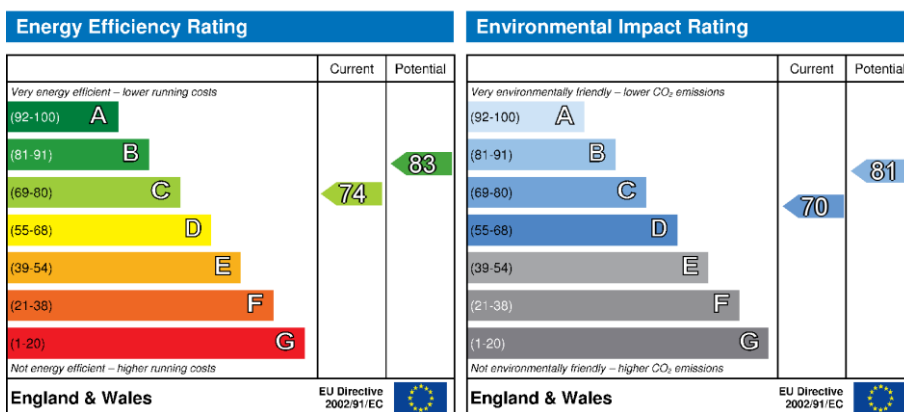 Energy Efficiency Rating
Current Potential
Very energy efficient – lower running costs
(92-100) A
(81-91) B
83
(69-80) C
74
(55-68) D
(39-54) E
(21-38) F
(1-20) G
Not energy efficient – higher running costs
England & Wales
EU Directive
2002/91/EC
Environmental Impact Rating
Current Potential
Very environmentally friendly – lower CO₂ emissions
(92-100) A
(81-91) B
81
(69-80) C
70
(55-68) D
(39-54) E
(21-38) F
(1-20) G
Not environmentally friendly – higher CO₂ emissions
England & Wales
EU Directive
2002/91/EC